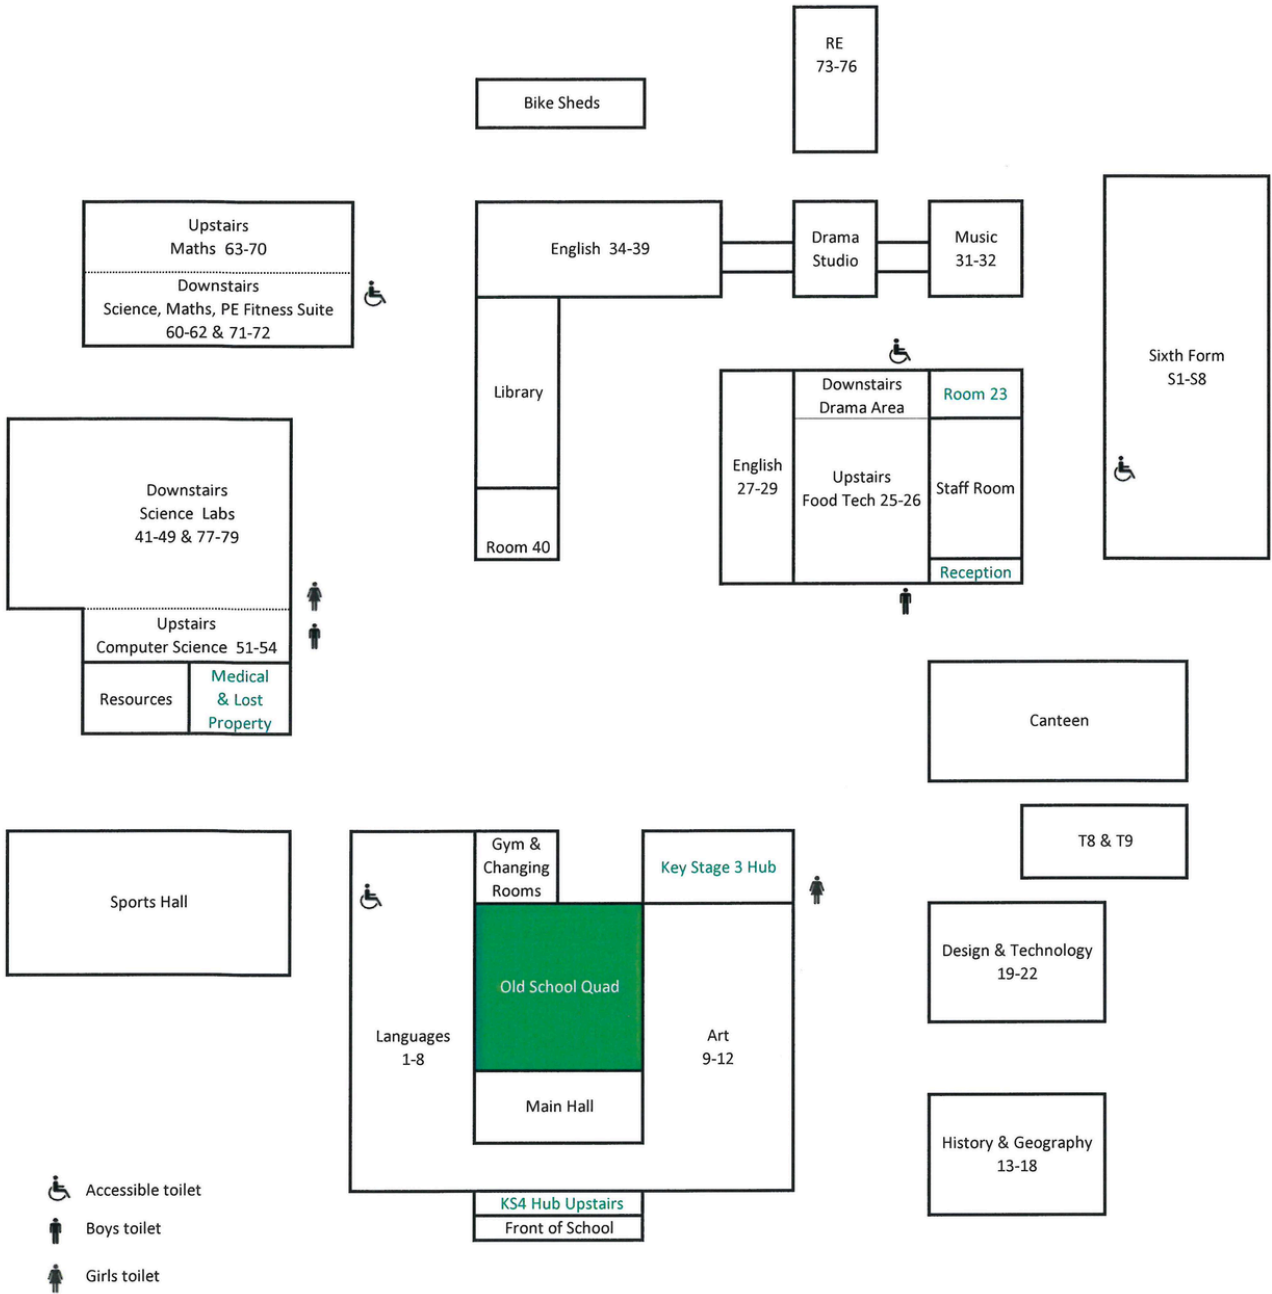 RE
73-76
Bike Sheds
Upstairs
Maths 63-70
Downstairs
Science, Maths, PE Fitness Suite
60-62 & 71-72
English 34-39
Drama
Studio
Music
31-32
Sixth Form
S1-S8
Library
Room 40
Downstairs
Drama Area
Room 23
English
27-29
Upstairs
Food Tech 25-26
Staff Room
Reception
Downstairs
Science Labs
41-49 & 77-79
Upstairs
Computer Science 51-54
Resources
Medical
& Lost
Property
Canteen
T8 & T9
Sports Hall
Gym &
Changing
Rooms
Key Stage 3 Hub
Old School Quad
Languages
1-8
Art
9-12
Main Hall
Design & Technology
19-22
History & Geography
13-18
KS4 Hub Upstairs
Front of School
Accessible toilet
Boys toilet
Girls toilet